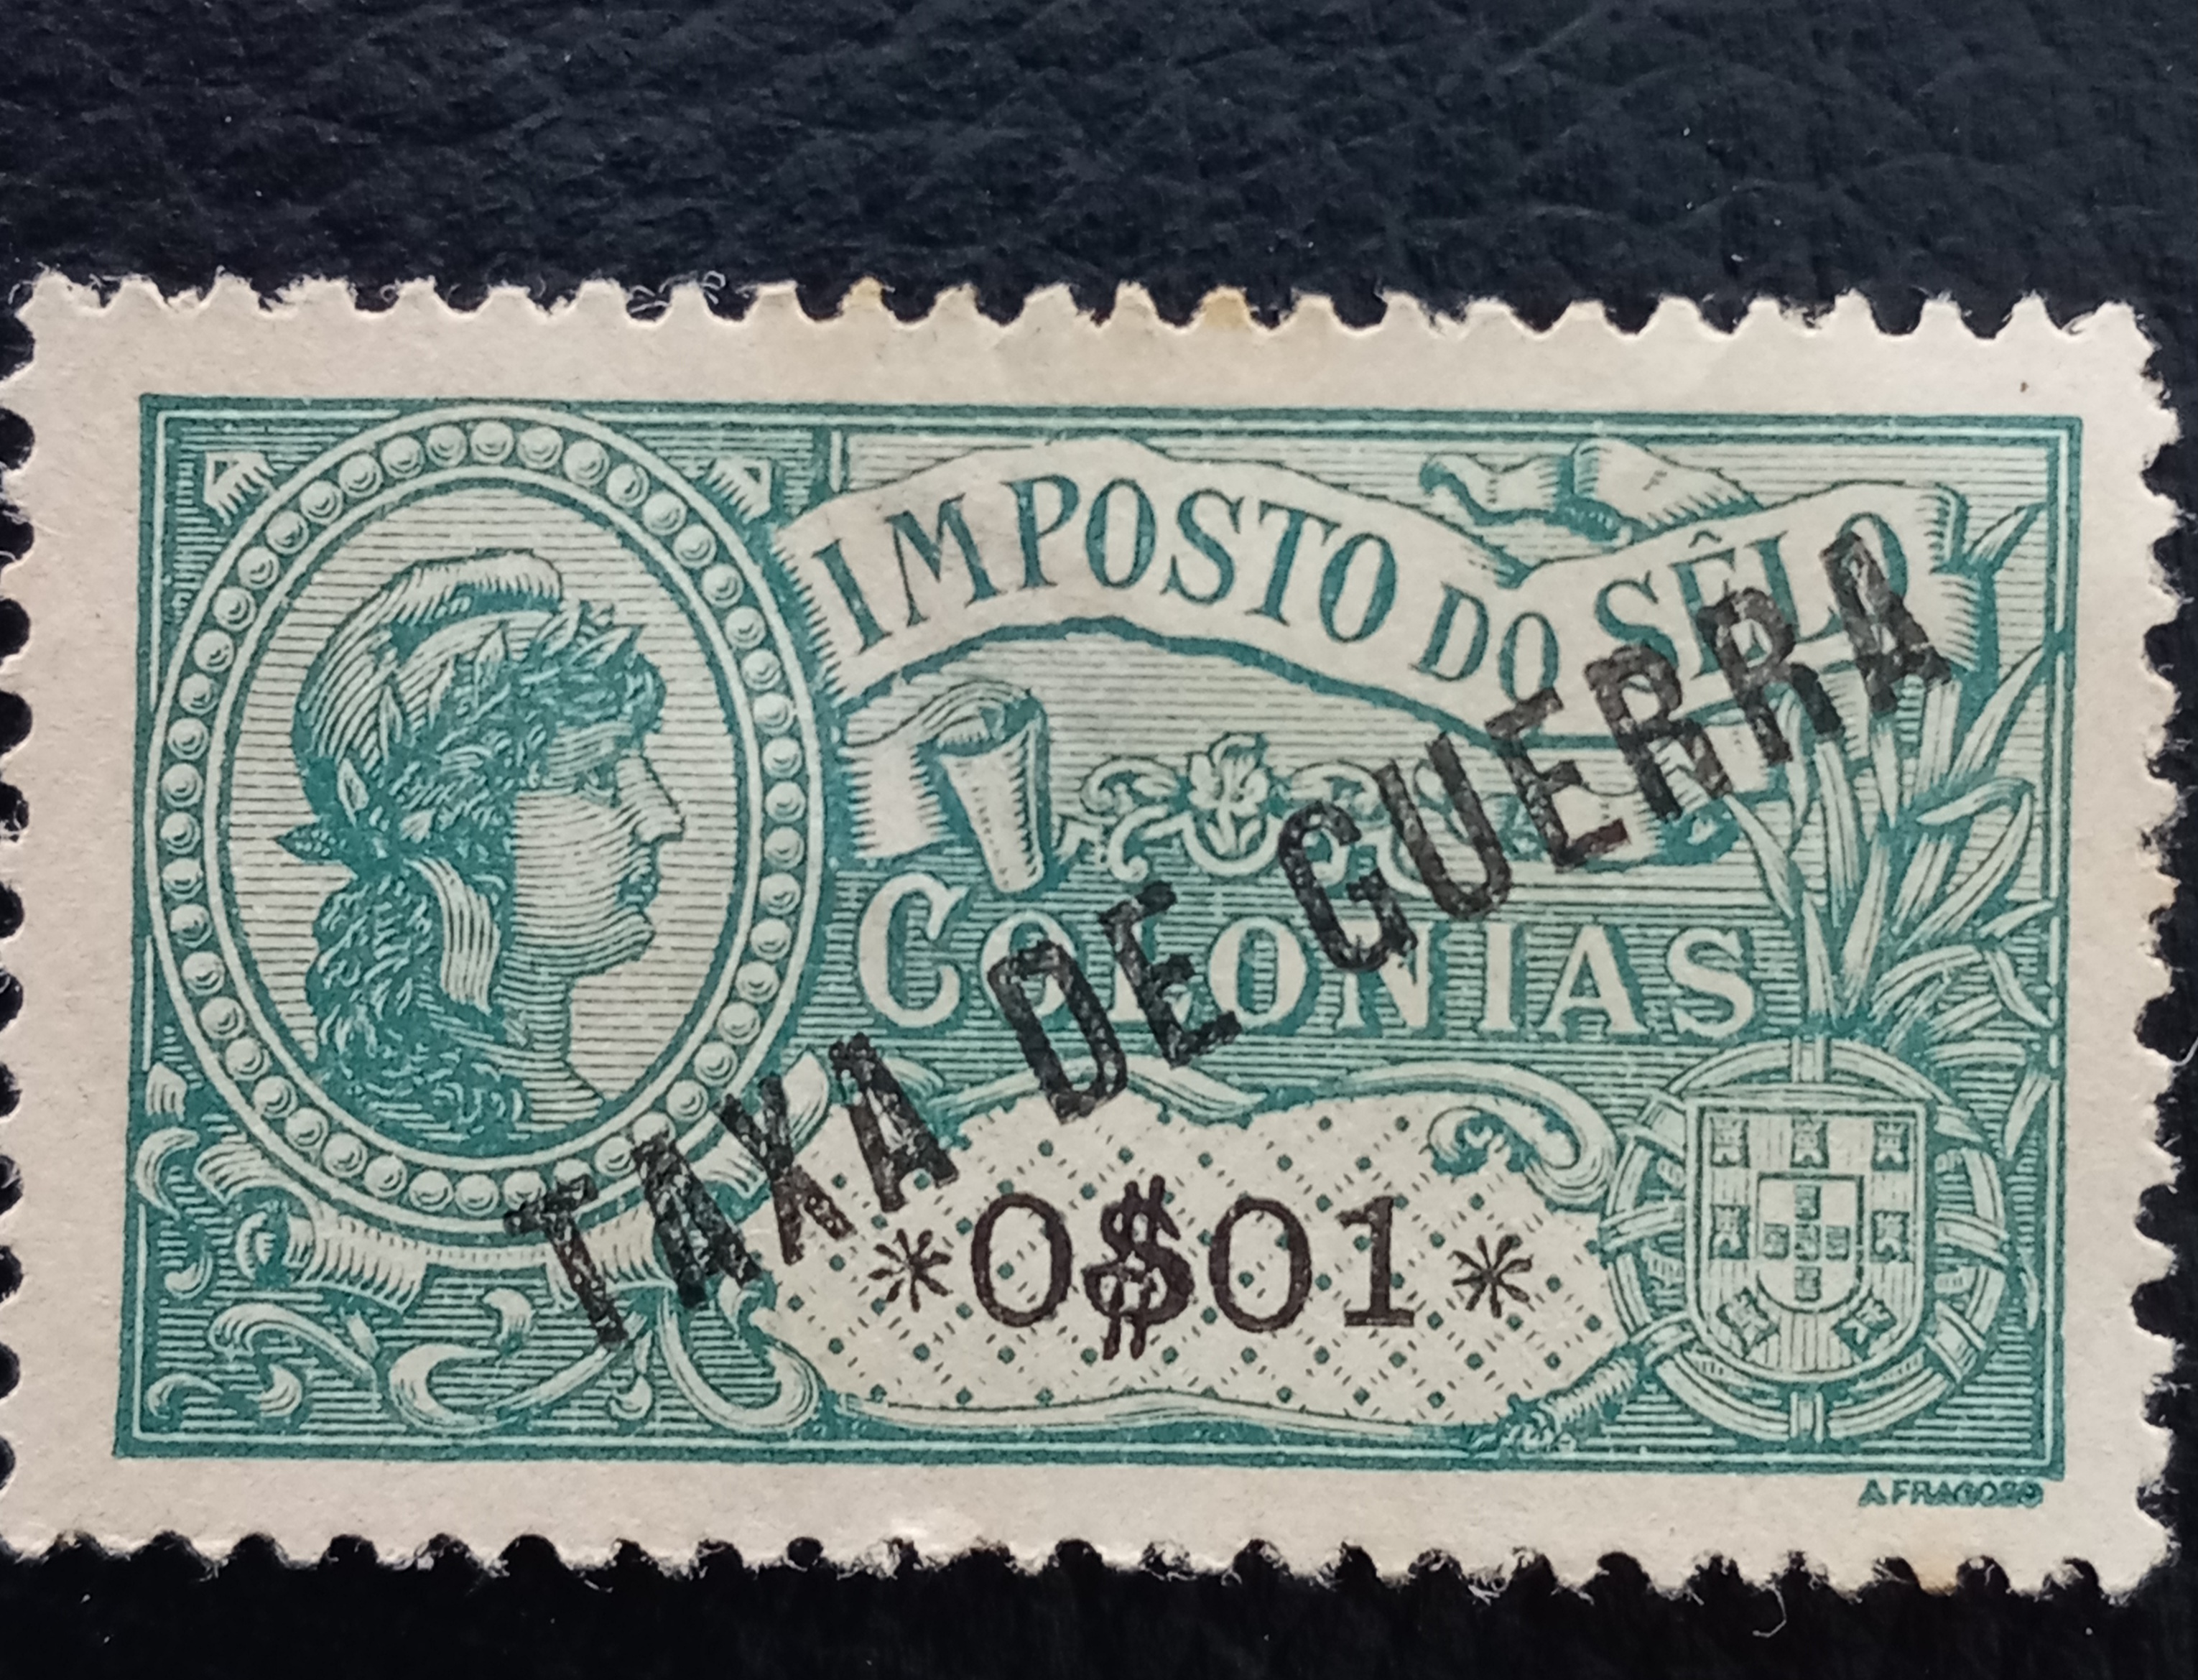 IMPOSTO DO SÊLO
COLONIAS
TAXA DE GUERRA
*0$01*
A.FRAGOSO